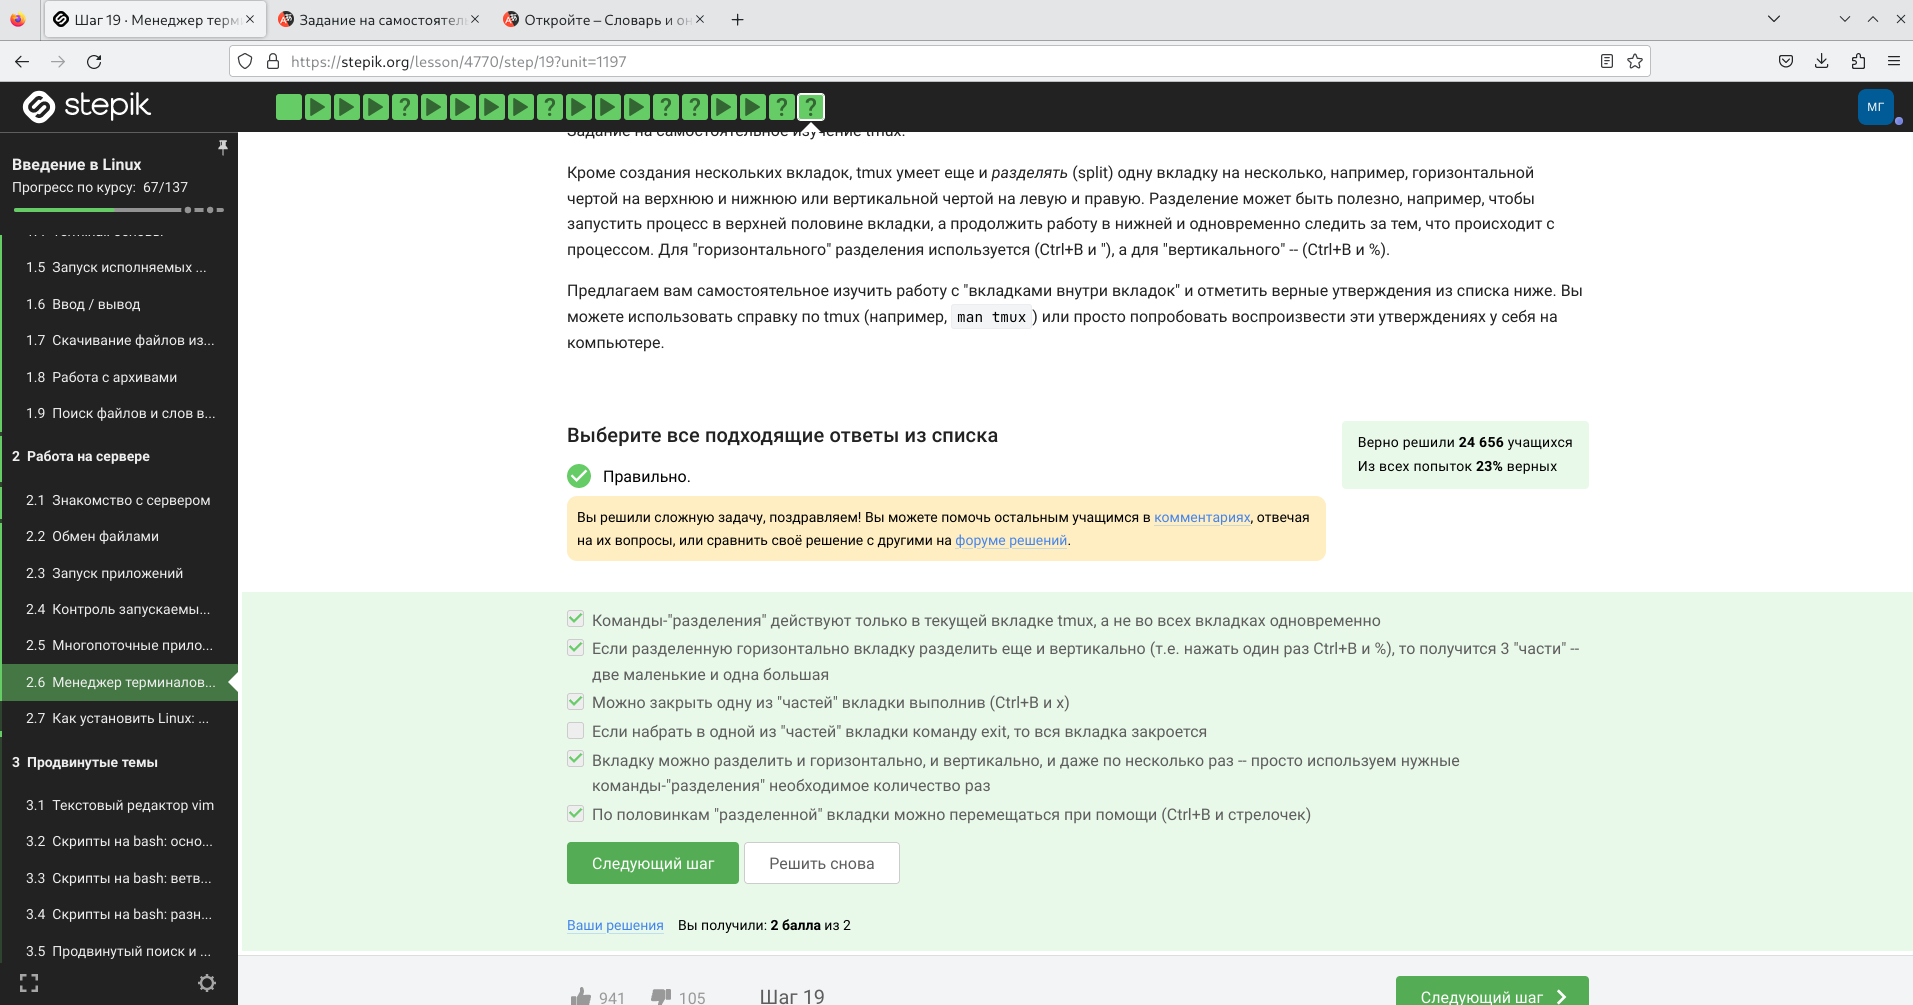 Шаг 19 · Менеджер терм
Задание на самостоятел
Откройте – Словарь и он
https://stepik.org/lesson/4770/step/19?unit=1197
stepik
МГ
Введение в Linux
Прогресс по курсу: 67/137
1.5 Запуск исполняемых ...
1.6 Ввод / вывод
1.7 Скачивание файлов из...
1.8 Работа с архивами
1.9 Поиск файлов и слов в...
2 Работа на сервере
2.1 Знакомство с сервером
2.2 Обмен файлами
2.3 Запуск приложений
2.4 Контроль запускаемы...
2.5 Многопоточные прило...
2.6 Менеджер терминалов...
2.7 Как установить Linux: ...
3 Продвинутые темы
3.1 Текстовый редактор vim
3.2 Скрипты на bash: осно...
3.3 Скрипты на bash: ветв...
3.4 Скрипты на bash: разн...
3.5 Продвинутый поиск и ...
Задание на самостоятельное изучение tmux.
Кроме создания нескольких вкладок, tmux умеет еще и разделять (split) одну вкладку на несколько, например, горизонтальной
чертой на верхнюю и нижнюю или вертикальной чертой на левую и правую. Разделение может быть полезно, например, чтобы
запустить процесс в верхней половине вкладки, а продолжить работу в нижней и одновременно следить за тем, что происходит с
процессом. Для "горизонтального" разделения используется (Ctrl+B и "), а для "вертикального" -- (Ctrl+B и %).
Предлагаем вам самостоятельное изучить работу с "вкладками внутри вкладок" и отметить верные утверждения из списка ниже. Вы
можете использовать справку по tmux (например, man tmux ) или просто попробовать воспроизвести эти утверждениях у себя на
компьютере.
Выберите все подходящие ответы из списка
Верно решили 24 656 учащихся
Из всех попыток 23% верных
Правильно.
Вы решили сложную задачу, поздравляем! Вы можете помочь остальным учащимся в комментариях, отвечая
на их вопросы, или сравнить своё решение с другими на форуме решений.
Команды-"разделения" действуют только в текущей вкладке tmux, а не во всех вкладках одновременно
Если разделенную горизонтально вкладку разделить еще и вертикально (т.е. нажать один раз Ctrl+B и %), то получится 3 "части" --
две маленькие и одна большая
Можно закрыть одну из "частей" вкладки выполнив (Ctrl+B и x)
Если набрать в одной из "частей" вкладки команду exit, то вся вкладка закроется
Вкладку можно разделить и горизонтально, и вертикально, и даже по несколько раз -- просто используем нужные
команды-"разделения" необходимое количество раз
По половинкам "разделенной" вкладки можно перемещаться при помощи (Ctrl+B и стрелочек)
Следующий шаг
Решить снова
Ваши решения Вы получили: 2 балла из 2
941
105
Шаг 19
Следующий шаг